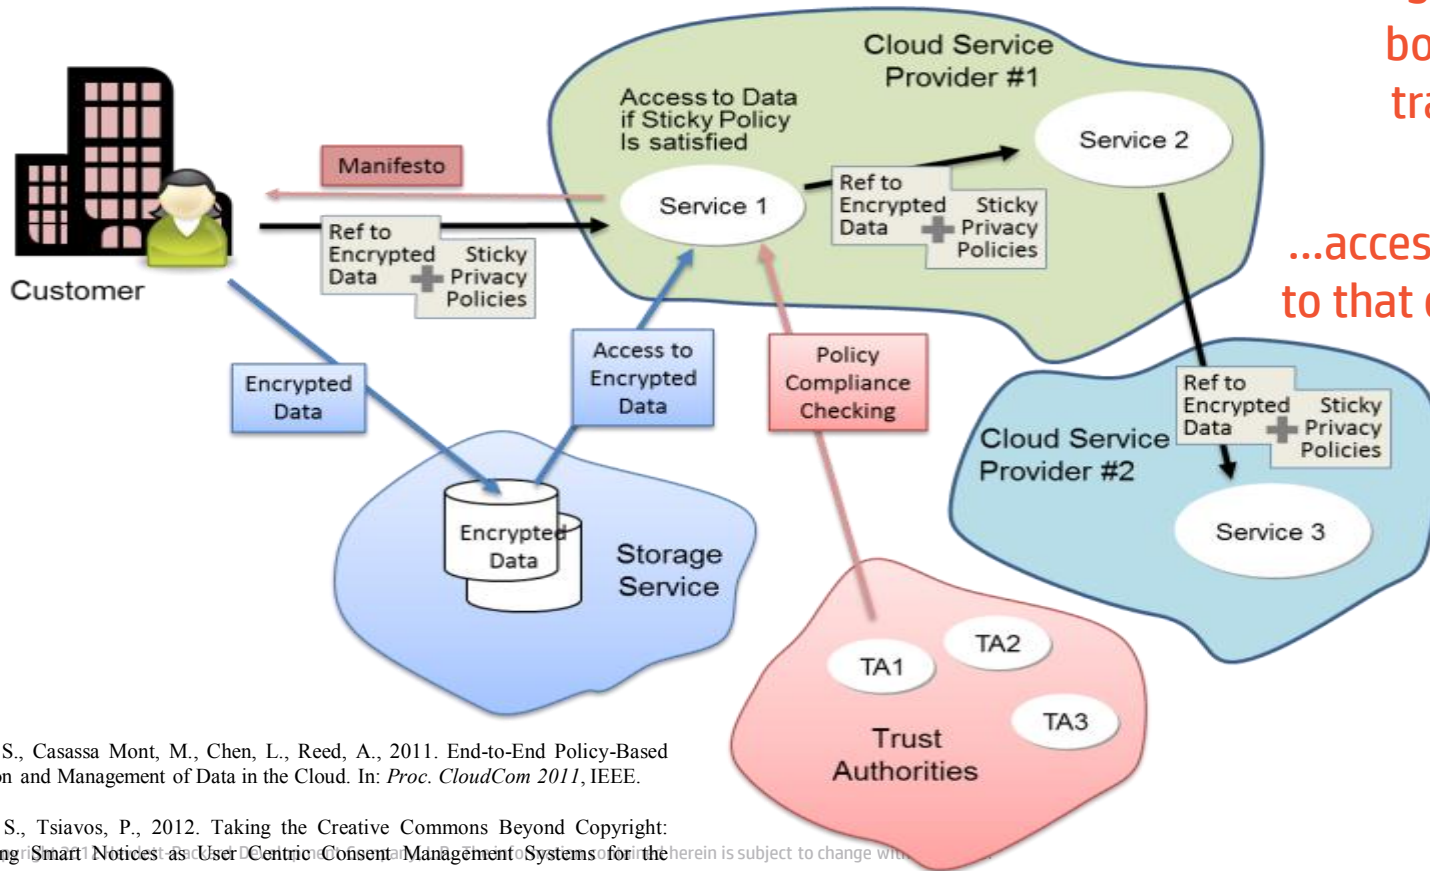 bo
tra
...acces
to that
Cloud Service
Provider #1
Access to Data
if Sticky Policy
Is satisfied
Service 2
Manifesto
Service 1
Ref to
Encrypted
Data
Sticky
Privacy
Policies
Ref to
Encrypted
Data
Sticky
Privacy
Policies
Customer
Encrypted
Data
Access to
Encrypted
Data
Policy
Compliance
Checking
Ref to
Encrypted
Data
Sticky
Privacy
Policies
Cloud Service
Provider #2
Service 3
Encrypted
Data
Storage
Service
TA1
TA2
TA3
Trust
Authorities
S., Casassa Mont, M., Chen, L., Reed, A., 2011. End-to-End Policy-Based
on and Management of Data in the Cloud. In: Proc. CloudCom 2011, IEEE.
S., Tsiavos, P., 2012. Taking the Creative Commons Beyond Copyright:
Smart Notices as User Centric Consent Management Systems for the
herein is subject to change